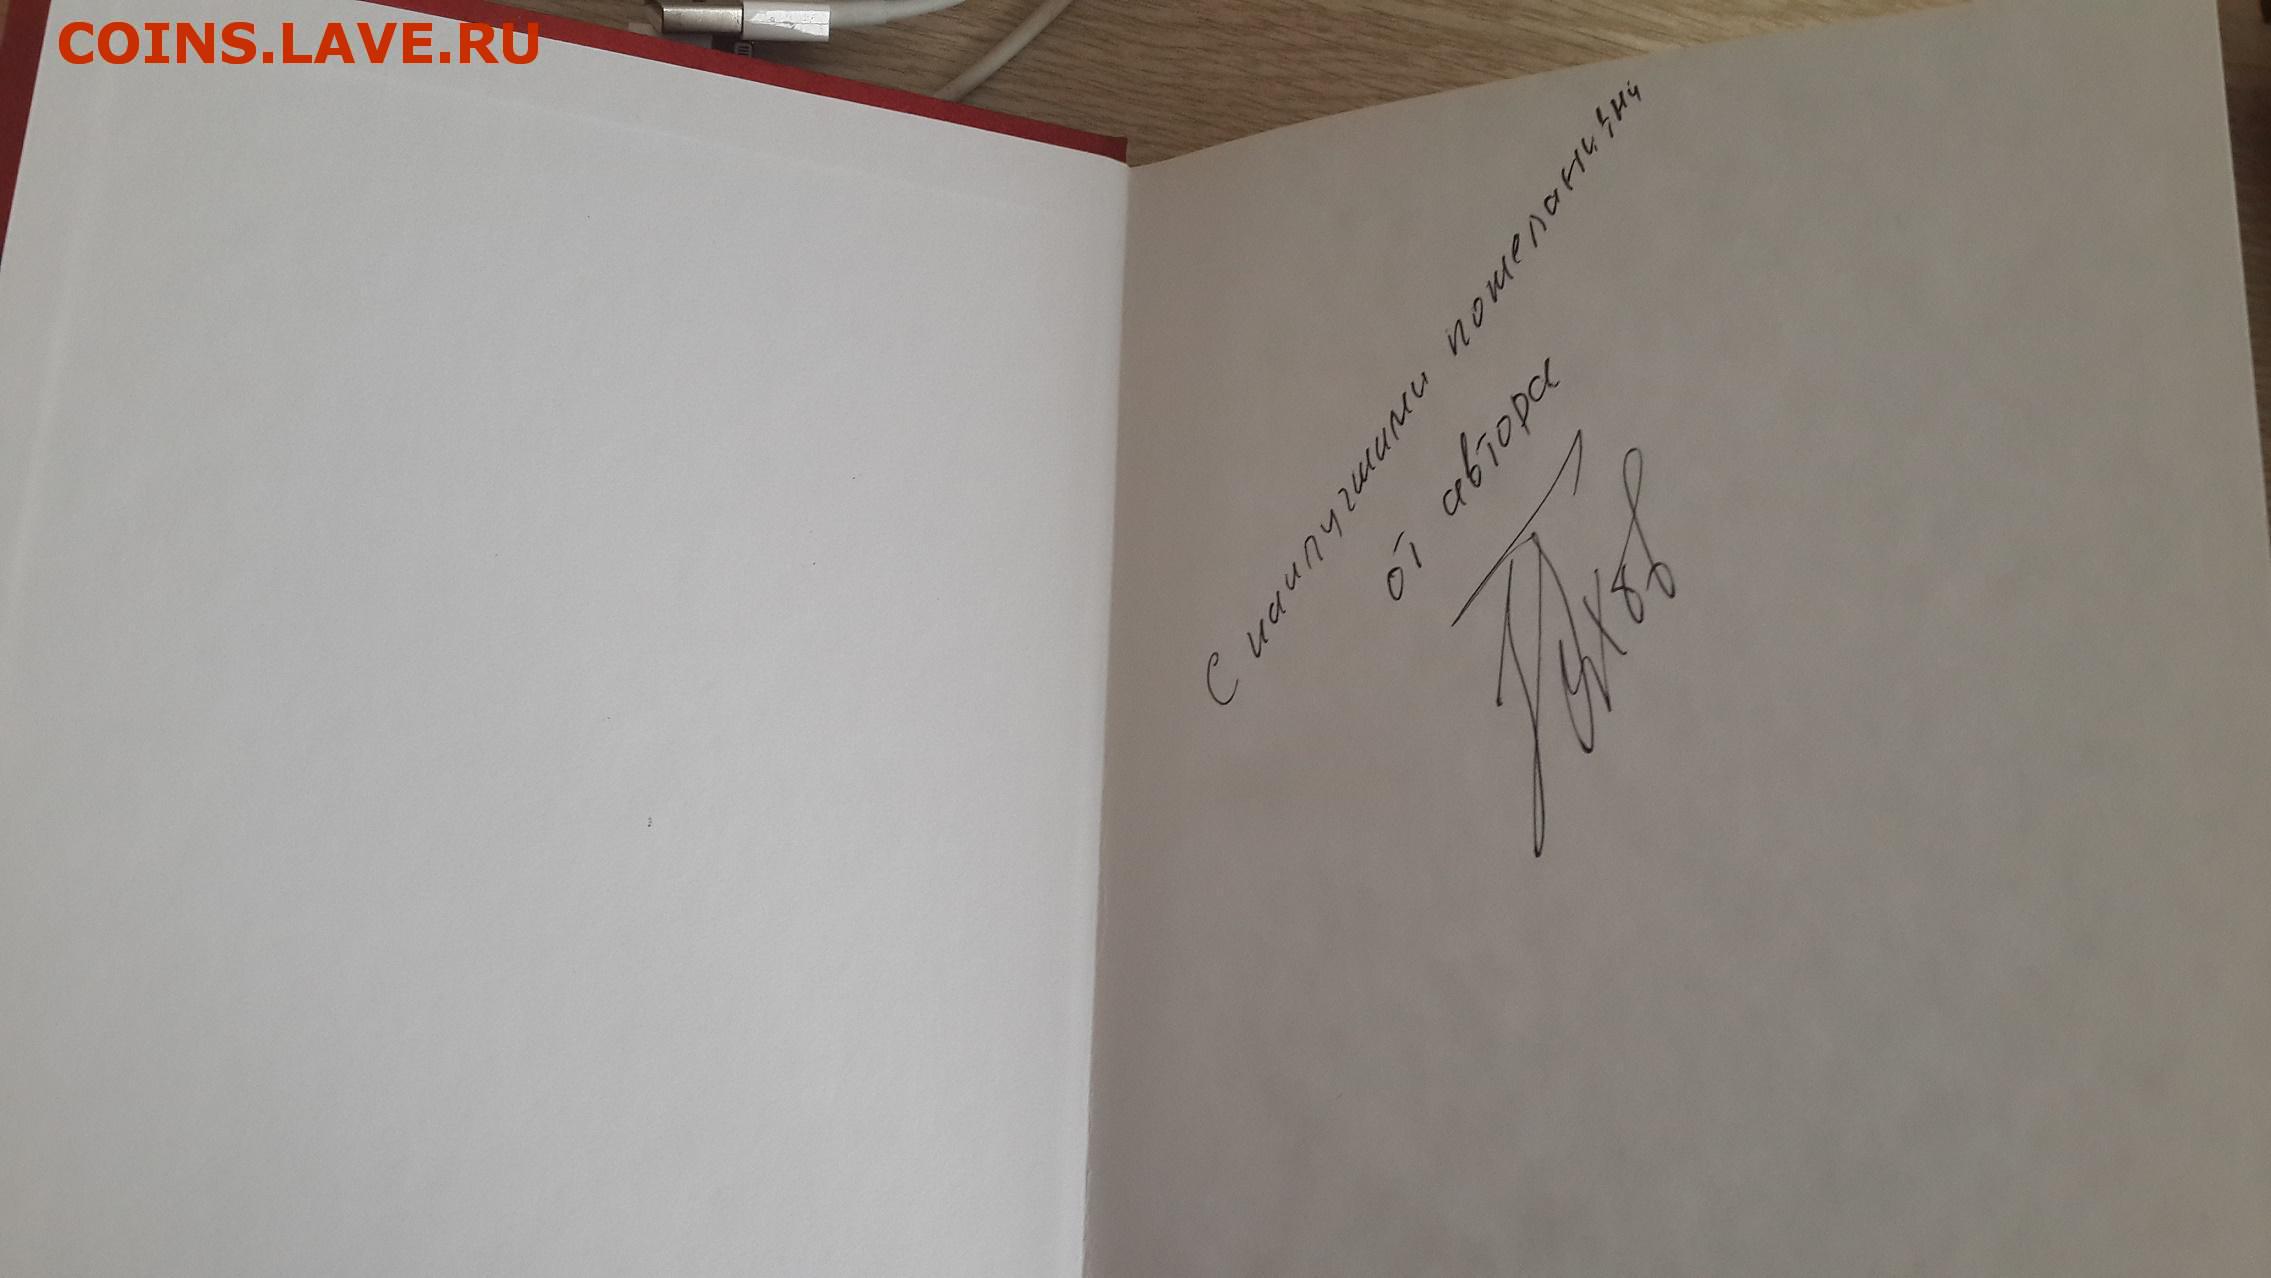 COINS.LAVE.RU
С наилучшими пожеланиями
от автора